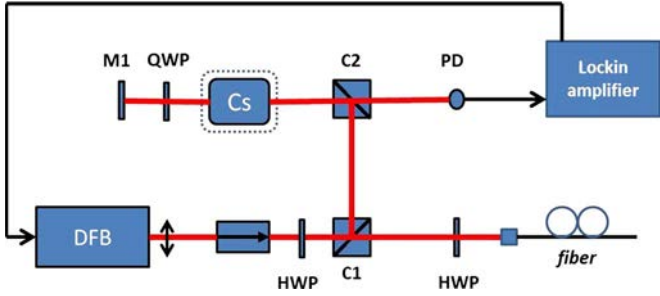 M1 QWP
C2
PD
Lockin
amplifier
Cs
DFB
HWP
C1
HWP
fiber